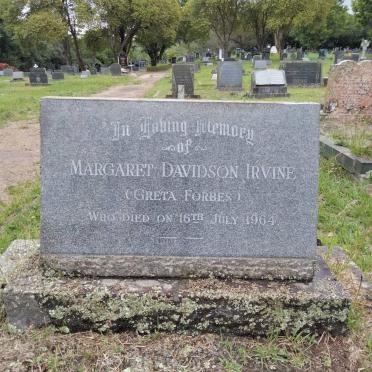 In Loving Memory
of
MARGARET DAVIDSON IRVINE
(GRETA FORBES)
WHO DIED ON 16TH JULY 1964